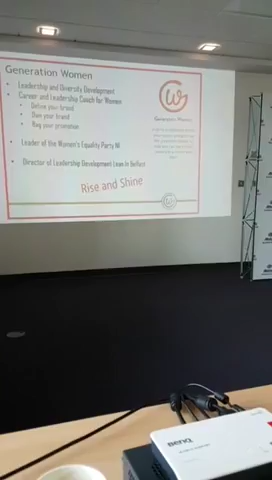 Generation Women
Leadership and Diversity Development
Career and Leadership Coach for Women
Define your brand
Own your brand
Bag your promotion
Leader of the Women's Equality Party NI
Director of Leadership Development Lean In Belfast
Rise and Shine
Generation Women
BenQ